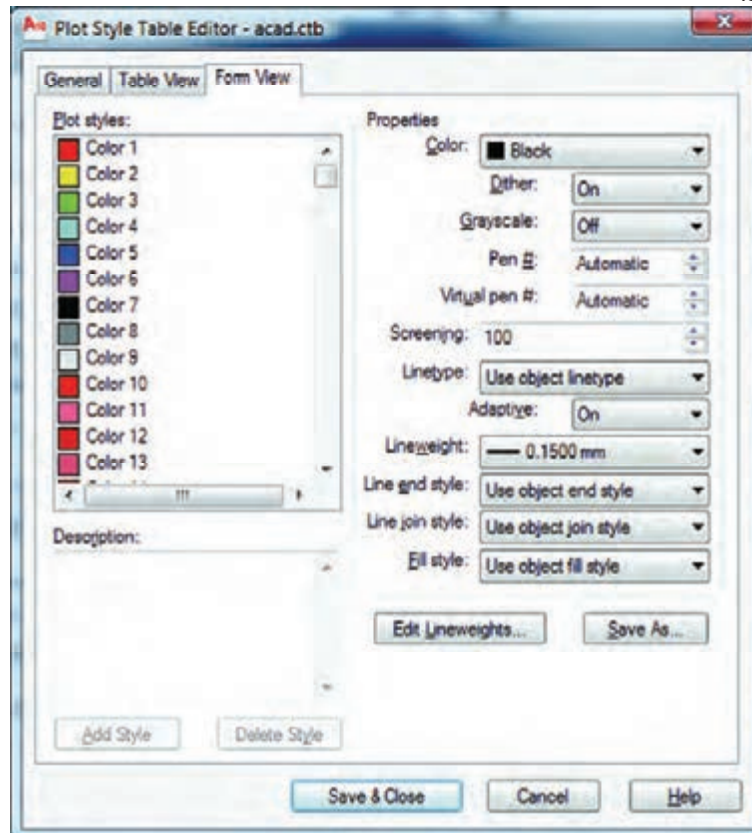 Plot Style Table Editor - acad.ctb
General Table View Form View
Plot styles:
Color 1
Color 2
Color 3
Color 4
Color 5
Color 6
Color 7
Color 8
Color 9
Color 10
Color 11
Color 12
Color 13
Description:
Add Style Delete Style
Properties
Color: Black
Dither: On
Grayscale: Off
Pen #: Automatic
Virtual pen #: Automatic
Screening: 100
Linetype: Use object linetype
Adaptive: On
Lineweight: 0.1500 mm
Line end style: Use object end style
Line join style: Use object join style
Fill style: Use object fill style
Edit Lineweights... Save As...
Save & Close Cancel Help